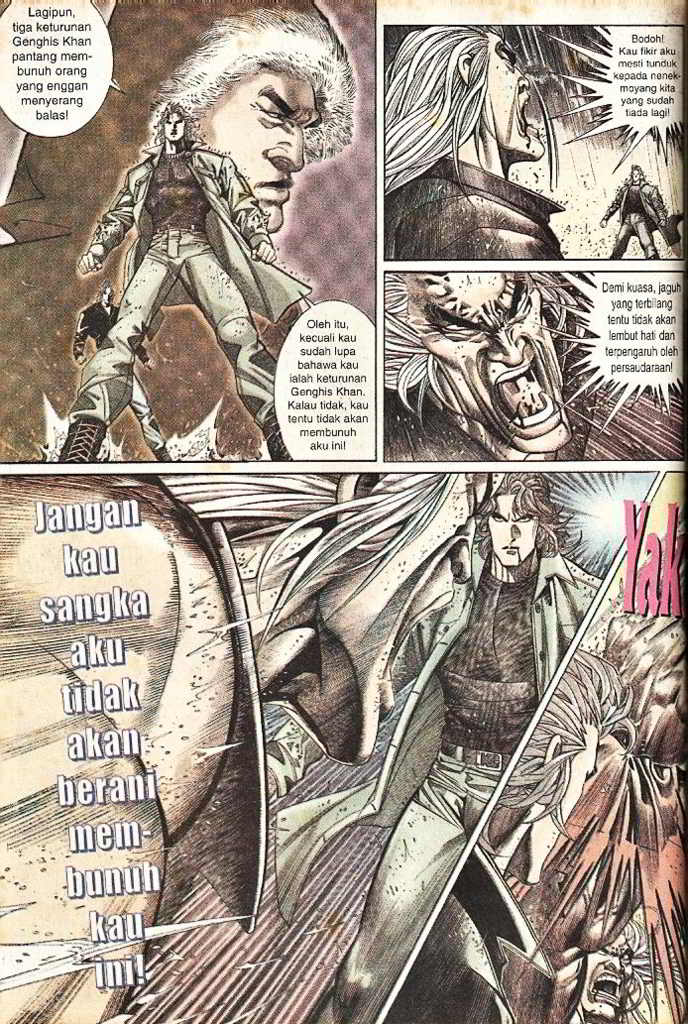 Lagipun,
tiga keturunan
Genghis Khan
pantang mem-
bunuh orang
yang enggan
menyerang
balas!
Oleh itu,
kecuali kau
sudah lupa
bahawa kau
ialah keturunan
Genghis Khan.
Kalau tidak, kau
tentu tidak akan
membunuh
aku ini!
Bodoh!
Kau fikir aku
mesti tunduk
kepada nenek-
moyang kita
yang sudah
tiada lagi!
Demi kuasa, jaguh
yang terbilang
tentu tidak akan
lembut hati dan
terpengaruh oleh
persaudaraan!
Jangan
kau
sangka
aku
tidak
akan
berani
mem-
bunuh
kau
ini!
Yak